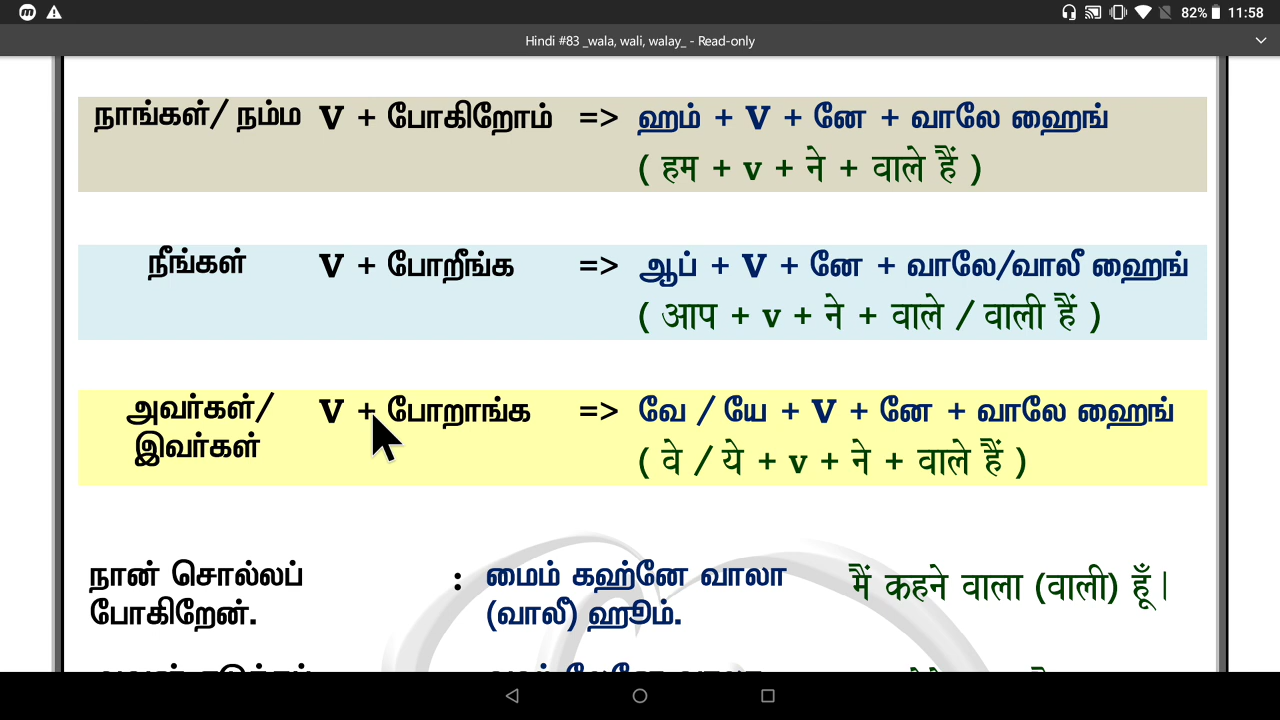 82% 11:58
Hindi #83 _wala, wali, walay_ - Read-only
நாங்கள்/ நம்ம V + போகிறோம் => ஹம் + V + னே + வாலே ஹைங்
( हम + v + ने + वाले हैं )
நீங்கள் V + போறீங்க => ஆப் + V + னே + வாலே/வாலீ ஹைங்
( आप + v + ने + वाले / वाली हैं )
அவர்கள்/ V + போறாங்க => வே / யே + V + னே + வாலே ஹைங்
இவர்கள் ( वे / ये + v + ने + वाले हैं )
நான் சொல்லப் : மைம் கஹ்னே வாலா मैं कहने वाला (वाली) हूँ |
போகிறேன். (வாலீ) ஹூம்.